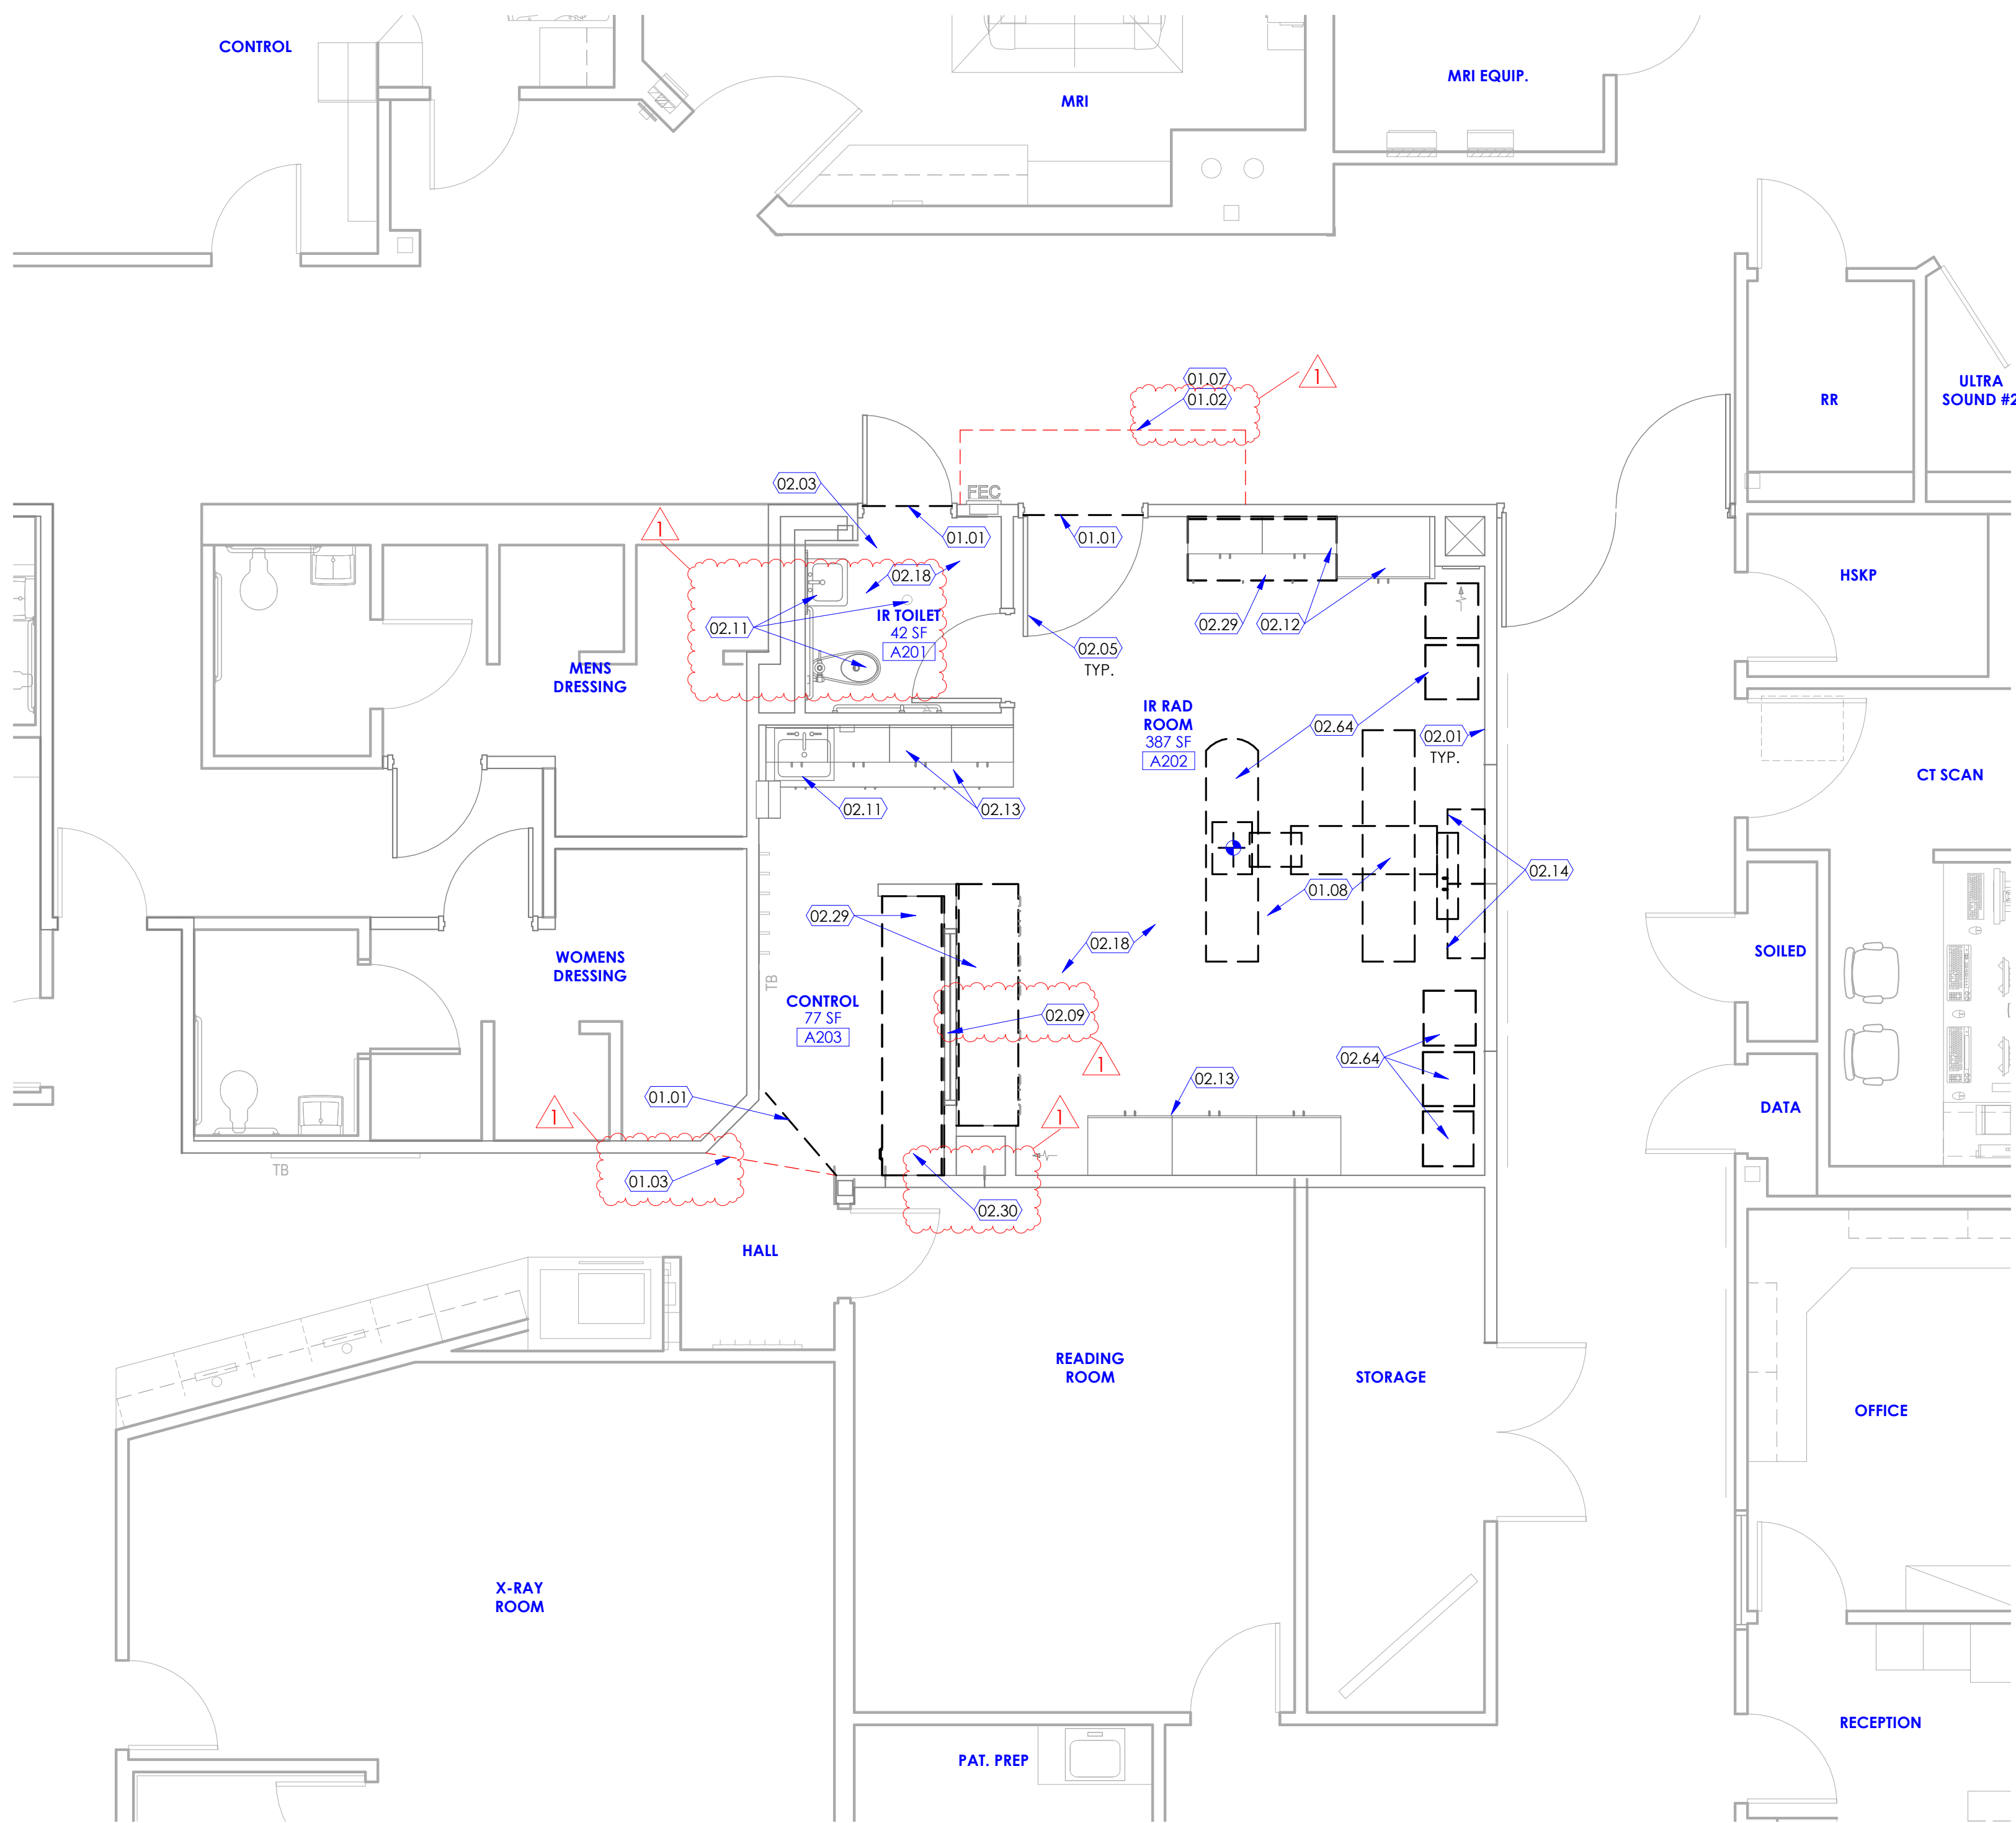 CONTROL
MRI
MRI EQUIP.
01.07
01.02
1
RR
ULTRA
SOUND #2
02.03
FEC
1
01.01
01.01
02.18
HSKP
02.11
IR TOILET
42 SF
A201
02.29
02.12
02.05
TYP.
MENS
DRESSING
IR RAD
ROOM
387 SF
A202
02.64
02.01
TYP.
CT SCAN
02.11
02.13
02.14
01.08
02.29
02.18
SOILED
WOMENS
DRESSING
TB
CONTROL
77 SF
A203
02.09
1
02.64
02.13
01.01
1
1
DATA
TB
01.03
02.30
HALL
READING
ROOM
STORAGE
OFFICE
X-RAY
ROOM
RECEPTION
PAT. PREP